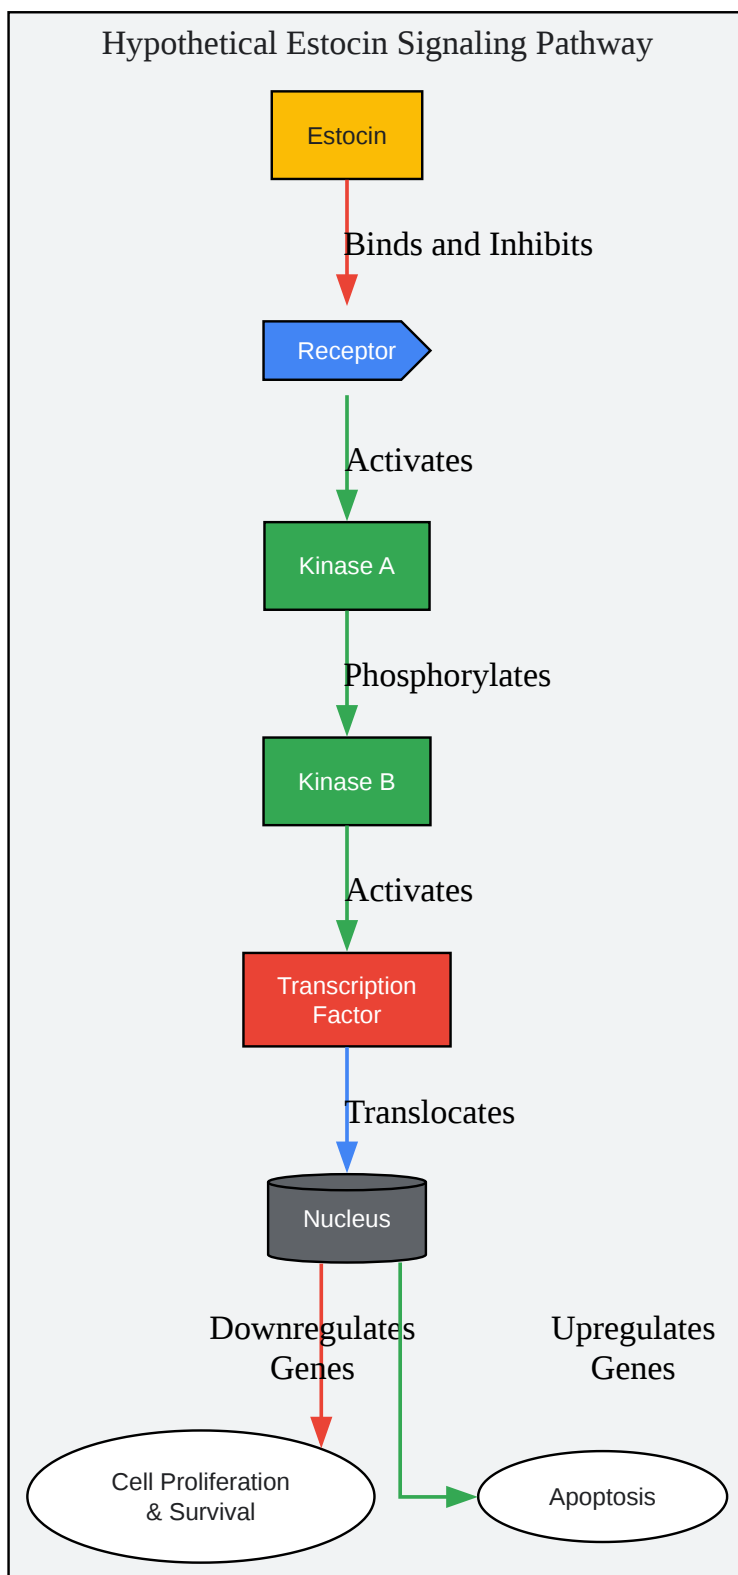 Hypothetical Estocin Signaling Pathway
Estocin
Binds and Inhibits
Receptor
Activates
Kinase A
Phosphorylates
Kinase B
Activates
Transcription
Factor
Translocates
Nucleus
Downregulates
Genes
Upregulates
Genes
Cell Proliferation
& Survival
Apoptosis